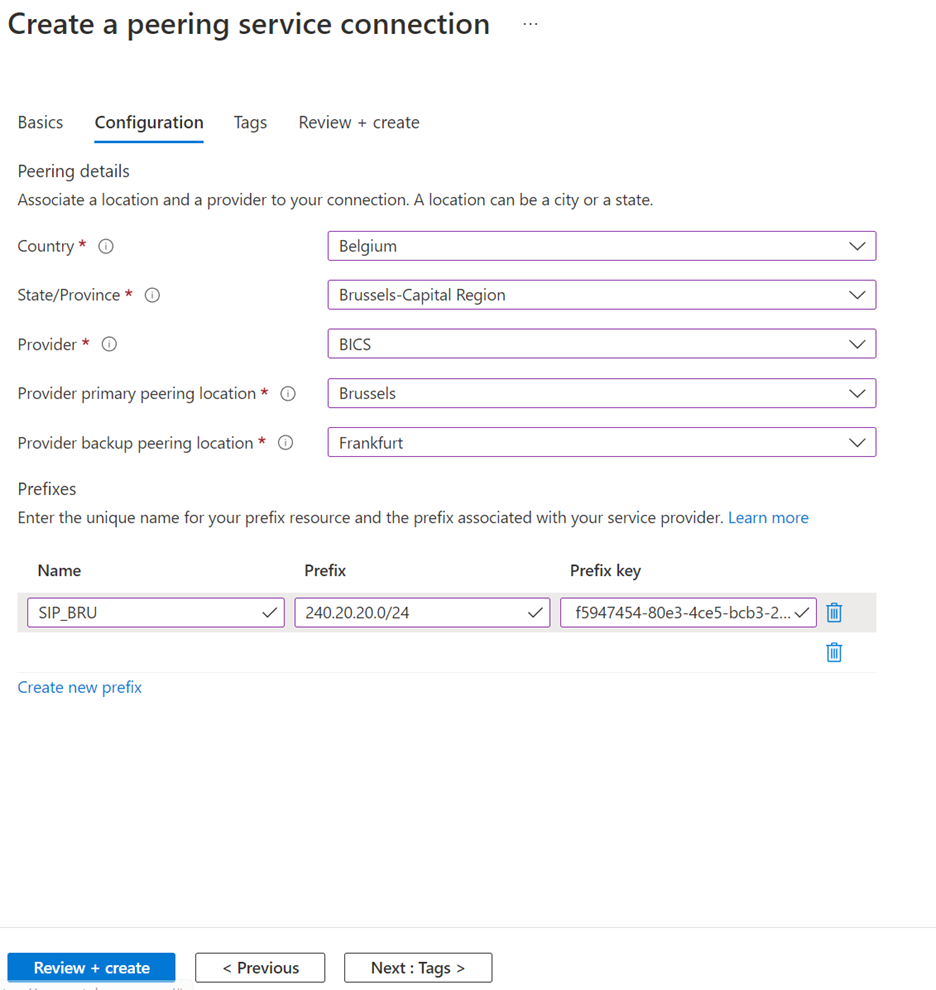 Create a peering service connection ...
Basics Configuration Tags Review + create
Peering details
Associate a location and a provider to your connection. A location can be a city or a state.
Country * Belgium
State/Province * Brussels-Capital Region
Provider * BICS
Provider primary peering location * Brussels
Provider backup peering location * Frankfurt
Prefixes
Enter the unique name for your prefix resource and the prefix associated with your service provider. Learn more
Name Prefix Prefix key
SIP_BRU 240.20.20.0/24 f5947454-80e3-4ce5-bcb3-2...
Create new prefix
Review + create < Previous Next : Tags >